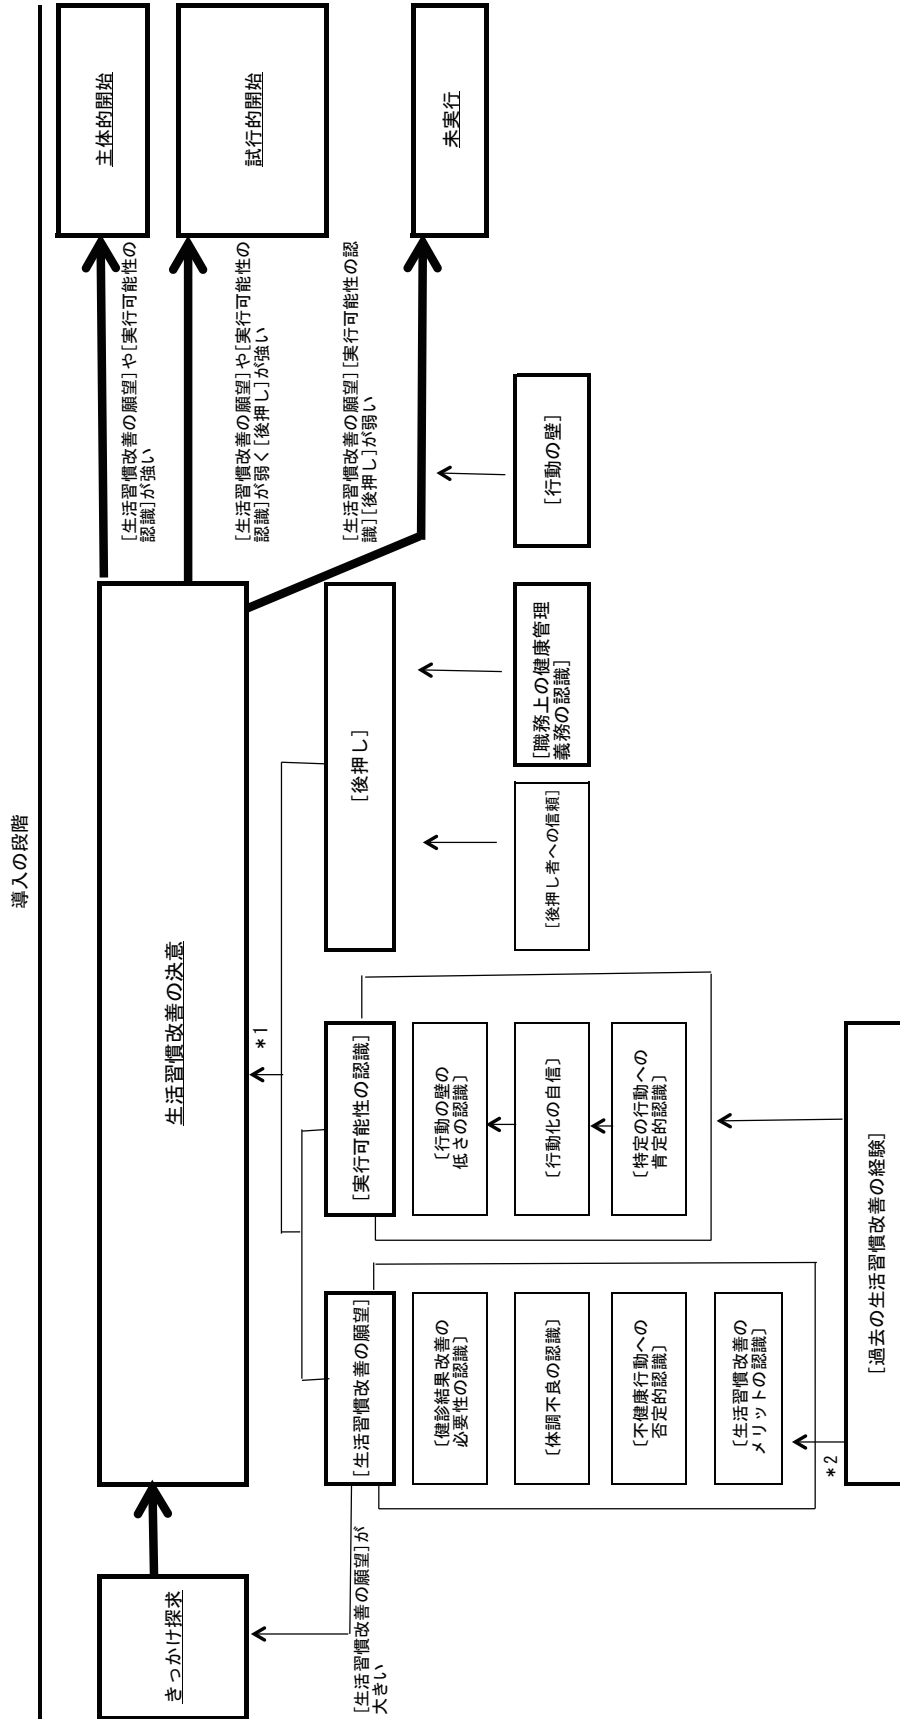 導入の段階
きっかけ探求
生活習慣改善の決意
主体的開始
[生活習慣改善の願望]や[実行可能性の
認識]が強い
試行的開始
[生活習慣改善の願望]や[実行可能性の
認識]が弱く[後押し]が強い
未実行
[生活習慣改善の願望][実行可能性の認
識][後押し]が弱い
*1
[生活習慣改善の願望]が
大きい
[生活習慣改善の願望]
[健診結果改善の
必要性の認識]
[体調不良の認識]
[不健康行動への
否定的認識]
[生活習慣改善の
メリットの認識]
[実行可能性の認識]
[行動の壁の
低さの認識]
[行動化の自信]
[特定の行動への
肯定的認識]
[後押し]
[後押し者への信頼]
[職務上の健康管理
義務の認識]
[行動の壁]
*2
[過去の生活習慣改善の経験]